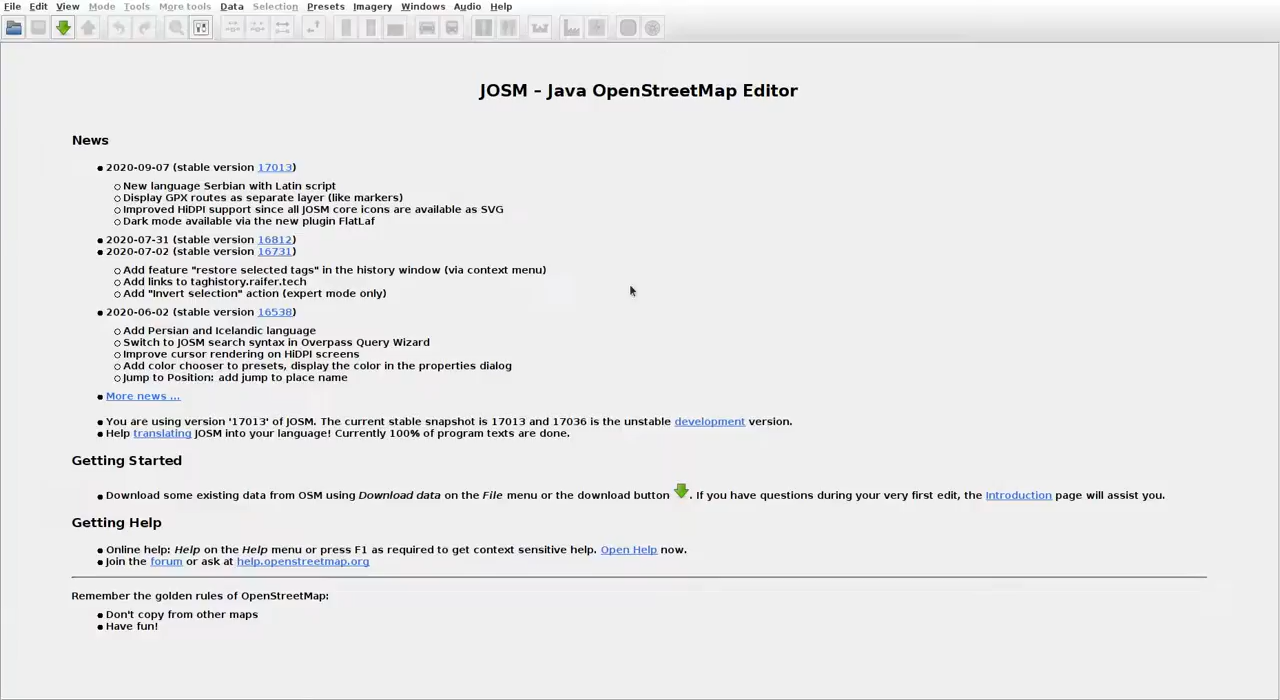 File Edit View Mode Tools More tools Data Selection Presets Imagery Windows Audio Help
JOSM – Java OpenStreetMap Editor
News
2020-09-07 (stable version 17013)
New language Serbian with Latin script
Display GPX routes as separate layer (like markers)
Improved HiDPI support since all JOSM core icons are available as SVG
Dark mode available via the new plugin FlatLaf
2020-07-31 (stable version 16812)
2020-07-02 (stable version 16731)
Add feature "restore selected tags" in the history window (via context menu)
Add links to taghistory.raifer.tech
Add "Invert selection" action (expert mode only)
2020-06-02 (stable version 16538)
Add Persian and Icelandic language
Switch to JOSM search syntax in Overpass Query Wizard
Improve cursor rendering on HiDPI screens
Add color chooser to presets, display the color in the properties dialog
Jump to Position: add jump to place name
More news ...
You are using version '17013' of JOSM. The current stable snapshot is 17013 and 17036 is the unstable development version.
Help translating JOSM into your language! Currently 100% of program texts are done.
Getting Started
Download some existing data from OSM using Download data on the File menu or the download button . If you have questions during your very first edit, the Introduction page will assist you.
Getting Help
Online help: Help on the Help menu or press F1 as required to get context sensitive help. Open Help now.
Join the forum or ask at help.openstreetmap.org
Remember the golden rules of OpenStreetMap:
Don't copy from other maps
Have fun!